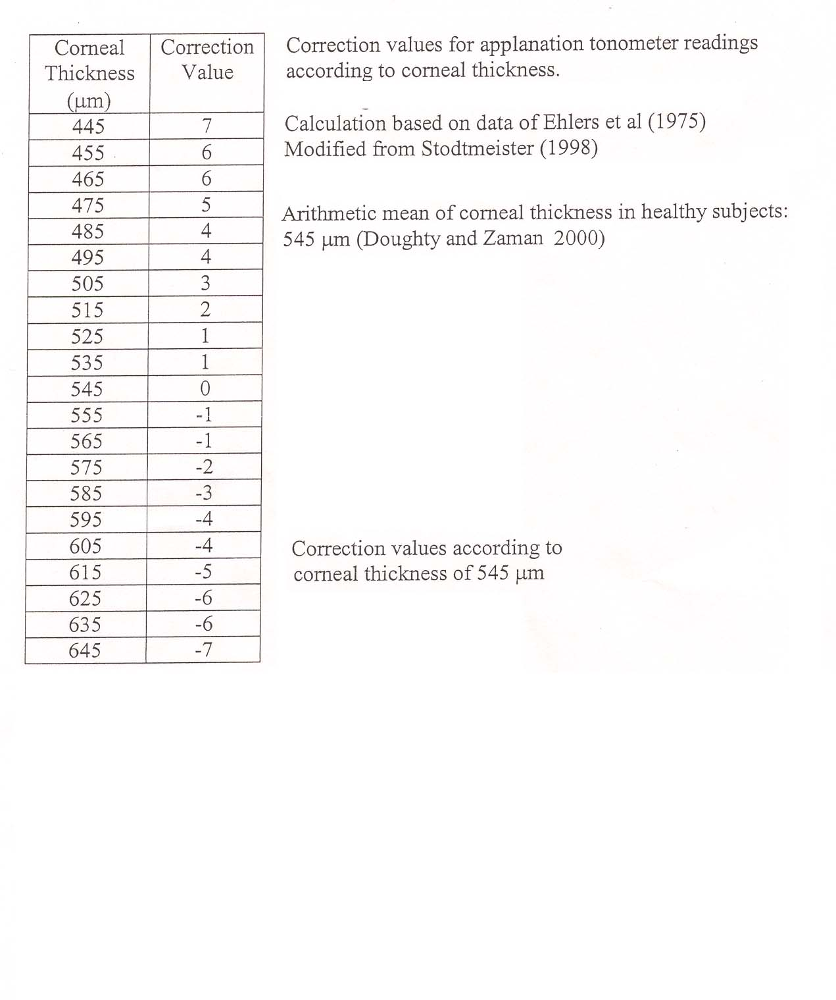 Corneal Thickness (µm) Correction Value
445 7
455 6
465 6
475 5
485 4
495 4
505 3
515 2
525 1
535 1
545 0
555 -1
565 -1
575 -2
585 -3
595 -4
605 -4
615 -5
625 -6
635 -6
645 -7
Correction values for applanation tonometer readings
according to corneal thickness.
Calculation based on data of Ehlers et al (1975)
Modified from Stodtmeister (1998)
Arithmetic mean of corneal thickness in healthy subjects:
545 µm (Doughty and Zaman 2000)
Correction values according to
corneal thickness of 545 µm